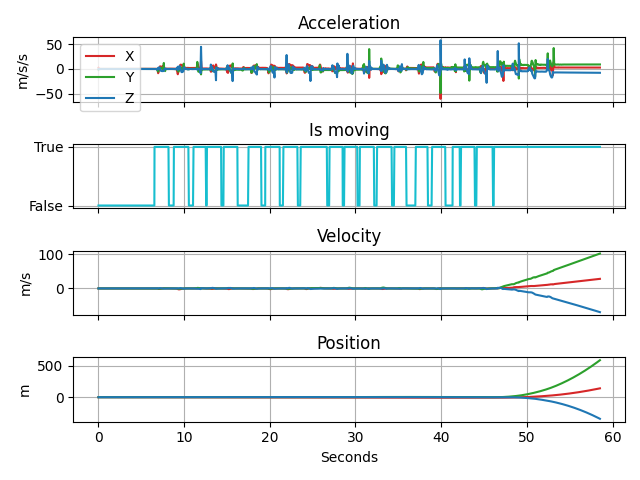 Acceleration
m/s/s
50
0
−50
X
Y
Z
Is moving
True
False
Velocity
m/s
100
0
Position
m
500
0
0 10 20 30 40 50 60
Seconds